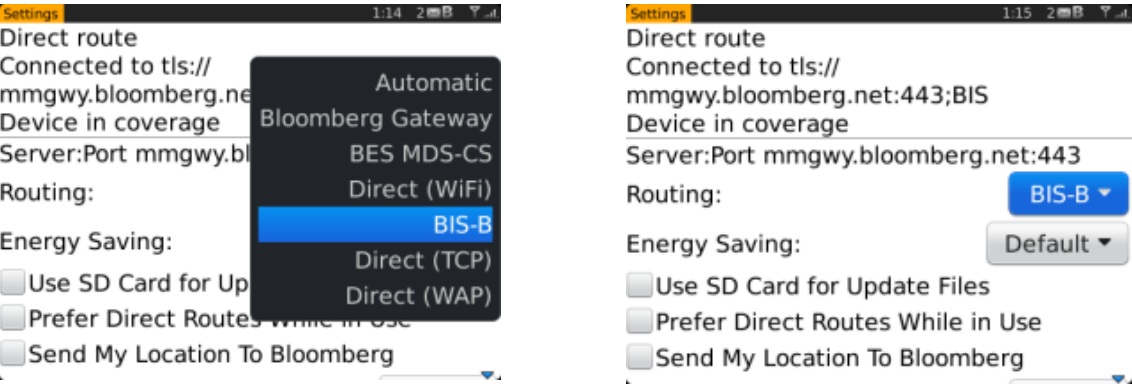 Settings 1:14 2 B
Direct route
Connected to tls://
mmgwy.bloomberg.ne
Device in coverage
Server:Port mmgwy.bl
Routing:
Energy Saving:
Use SD Card for Up
Prefer Direct Routes While in Use
Send My Location To Bloomberg
Automatic
Bloomberg Gateway
BES MDS-CS
Direct (WiFi)
BIS-B
Direct (TCP)
Direct (WAP)
Settings 1:15 2 B
Direct route
Connected to tls://
mmgwy.bloomberg.net:443;BIS
Device in coverage
Server:Port mmgwy.bloomberg.net:443
Routing: BIS-B
Energy Saving: Default
Use SD Card for Update Files
Prefer Direct Routes While in Use
Send My Location To Bloomberg